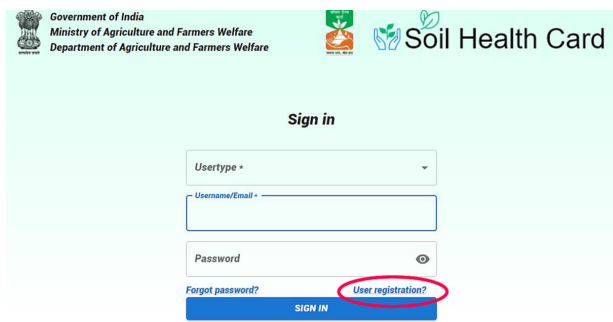 Government of India
Ministry of Agriculture and Farmers Welfare
Department of Agriculture and Farmers Welfare
Soil Health Card
Sign in
Usertype *
Username/Email *
Password
Forgot password?
User registration?
SIGN IN